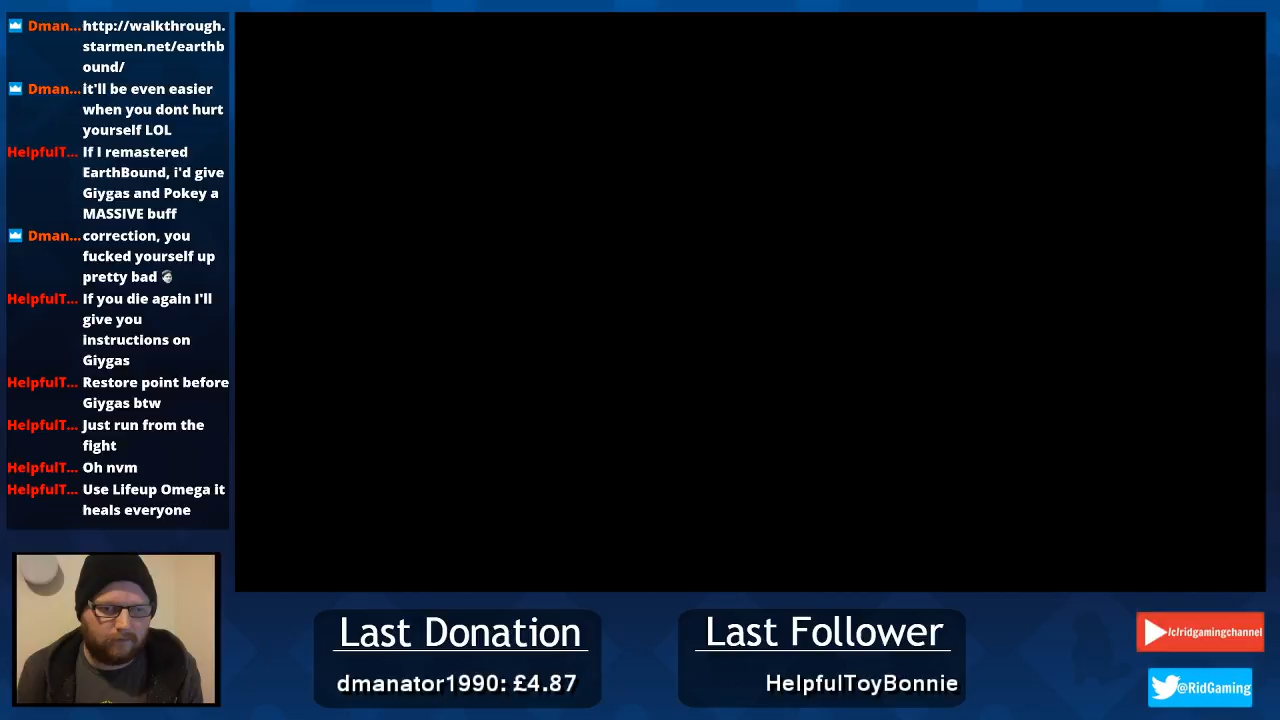 Dman... http://walkthrough.
starmen.net/earthb
ound/
Dman... it'll be even easier
when you dont hurt
yourself LOL
HelpfulT... If I remastered
EarthBound, i'd give
Giygas and Pokey a
MASSIVE buff
Dman... correction, you
fucked yourself up
pretty bad
HelpfulT... If you die again I'll
give you
instructions on
Giygas
HelpfulT... Restore point before
Giygas btw
HelpfulT... Just run from the
fight
HelpfulT... Oh nvm
HelpfulT... Use Lifeup Omega it
heals everyone
Last Donation
dmanator1990: £4.87
Last Follower
HelpfulToyBonnie
/c/ridgamingchannel
@RidGaming